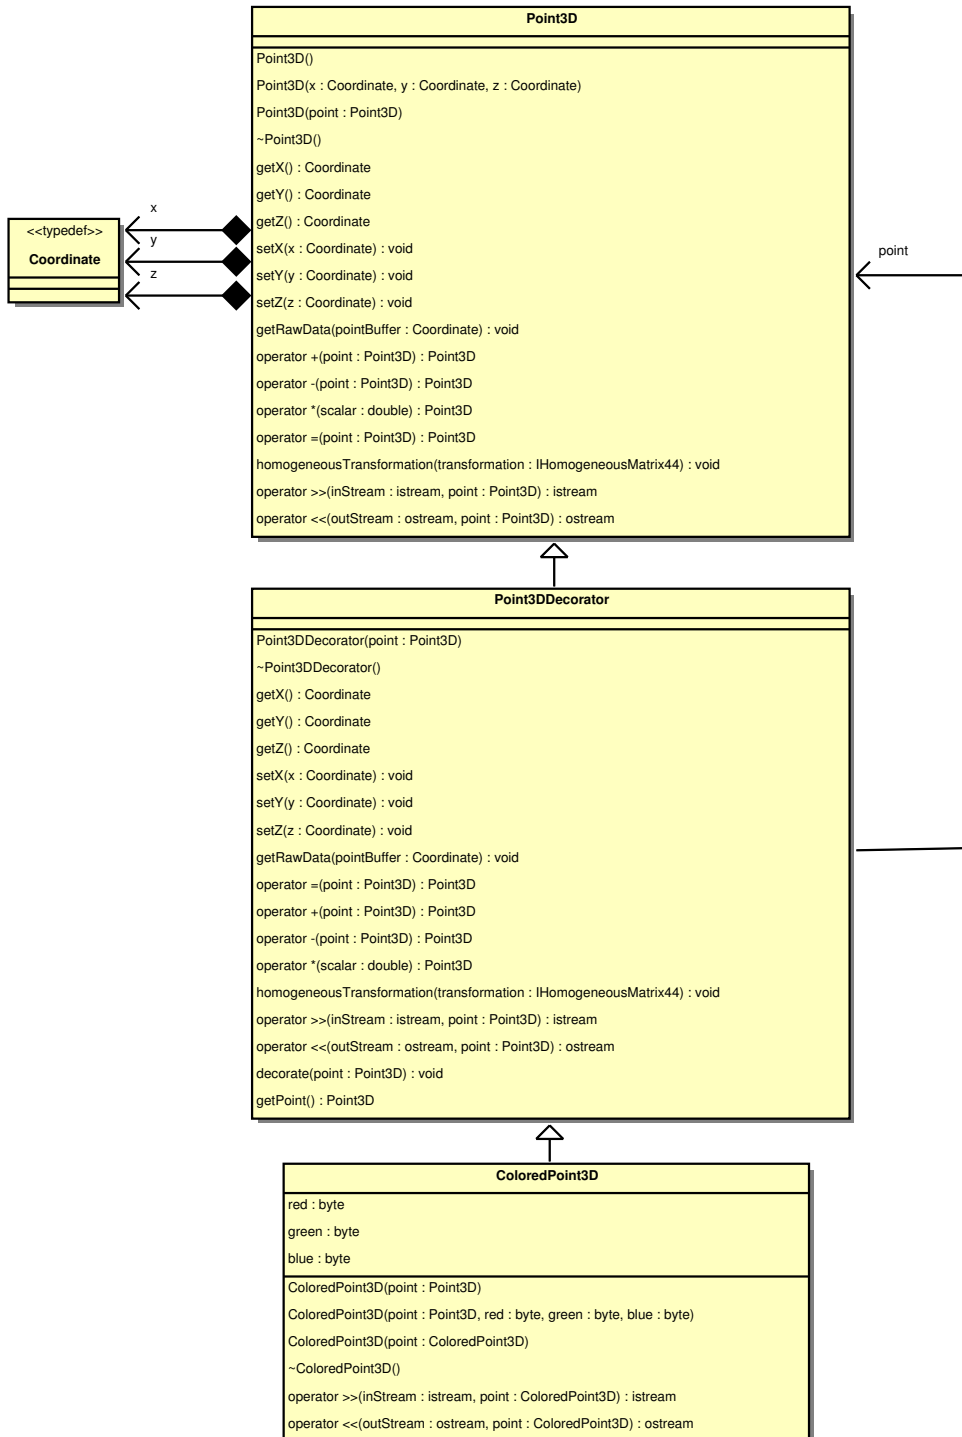 Point3D
Point3D()
Point3D(x : Coordinate, y : Coordinate, z : Coordinate)
Point3D(point : Point3D)
~Point3D()
getX() : Coordinate
getY() : Coordinate
getZ() : Coordinate
setX(x : Coordinate) : void
setY(y : Coordinate) : void
setZ(z : Coordinate) : void
getRawData(pointBuffer : Coordinate) : void
operator +(point : Point3D) : Point3D
operator -(point : Point3D) : Point3D
operator *(scalar : double) : Point3D
operator =(point : Point3D) : Point3D
homogeneousTransformation(transformation : IHomogeneousMatrix44) : void
operator >>(inStream : istream, point : Point3D) : istream
operator <<(outStream : ostream, point : Point3D) : ostream
<<typedef>>
Coordinate
x
y
z
point
Point3DDecorator
Point3DDecorator(point : Point3D)
~Point3DDecorator()
getX() : Coordinate
getY() : Coordinate
getZ() : Coordinate
setX(x : Coordinate) : void
setY(y : Coordinate) : void
setZ(z : Coordinate) : void
getRawData(pointBuffer : Coordinate) : void
operator =(point : Point3D) : Point3D
operator +(point : Point3D) : Point3D
operator -(point : Point3D) : Point3D
operator *(scalar : double) : Point3D
homogeneousTransformation(transformation : IHomogeneousMatrix44) : void
operator >>(inStream : istream, point : Point3D) : istream
operator <<(outStream : ostream, point : Point3D) : ostream
decorate(point : Point3D) : void
getPoint() : Point3D
ColoredPoint3D
red : byte
green : byte
blue : byte
ColoredPoint3D(point : Point3D)
ColoredPoint3D(point : Point3D, red : byte, green : byte, blue : byte)
ColoredPoint3D(point : ColoredPoint3D)
~ColoredPoint3D()
operator >>(inStream : istream, point : ColoredPoint3D) : istream
operator <<(outStream : ostream, point : ColoredPoint3D) : ostream